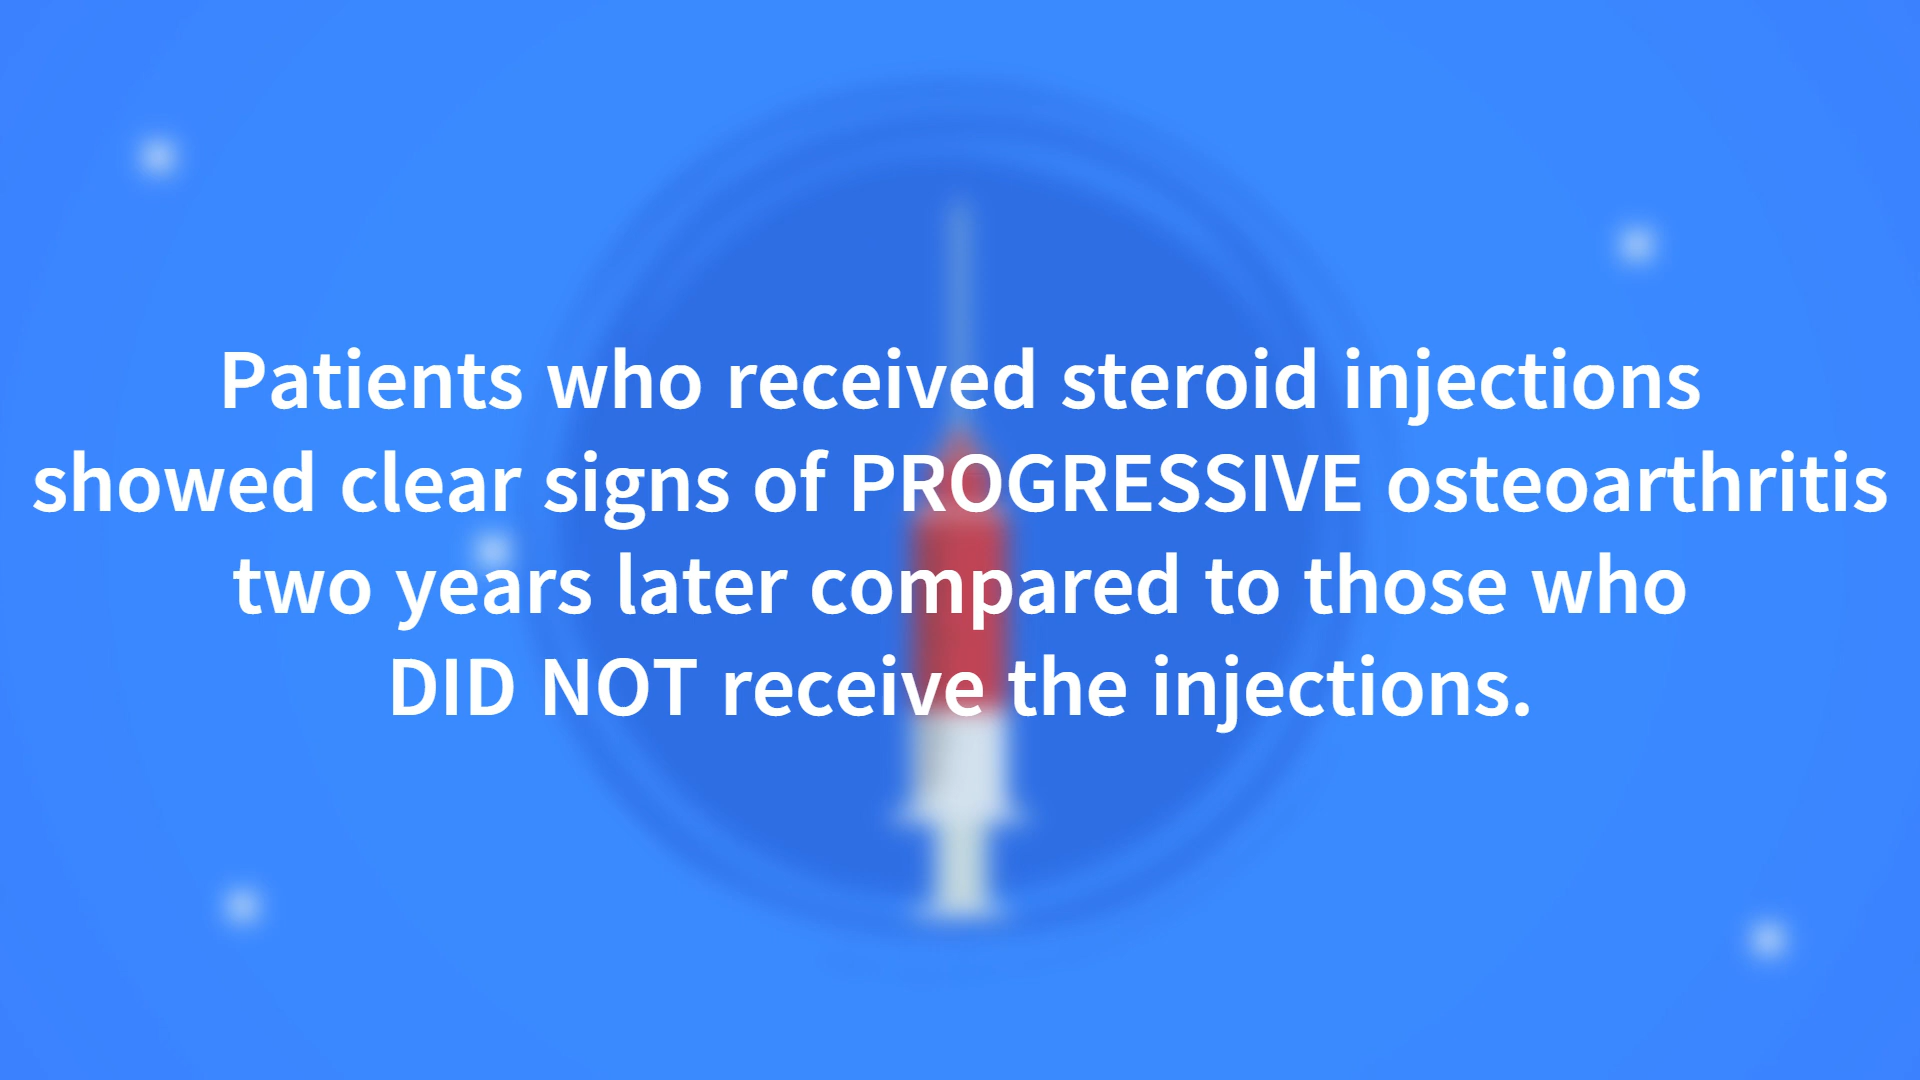 Patients who received steroid injections
showed clear signs of PROGRESSIVE osteoarthritis
two years later compared to those who
DID NOT receive the injections.